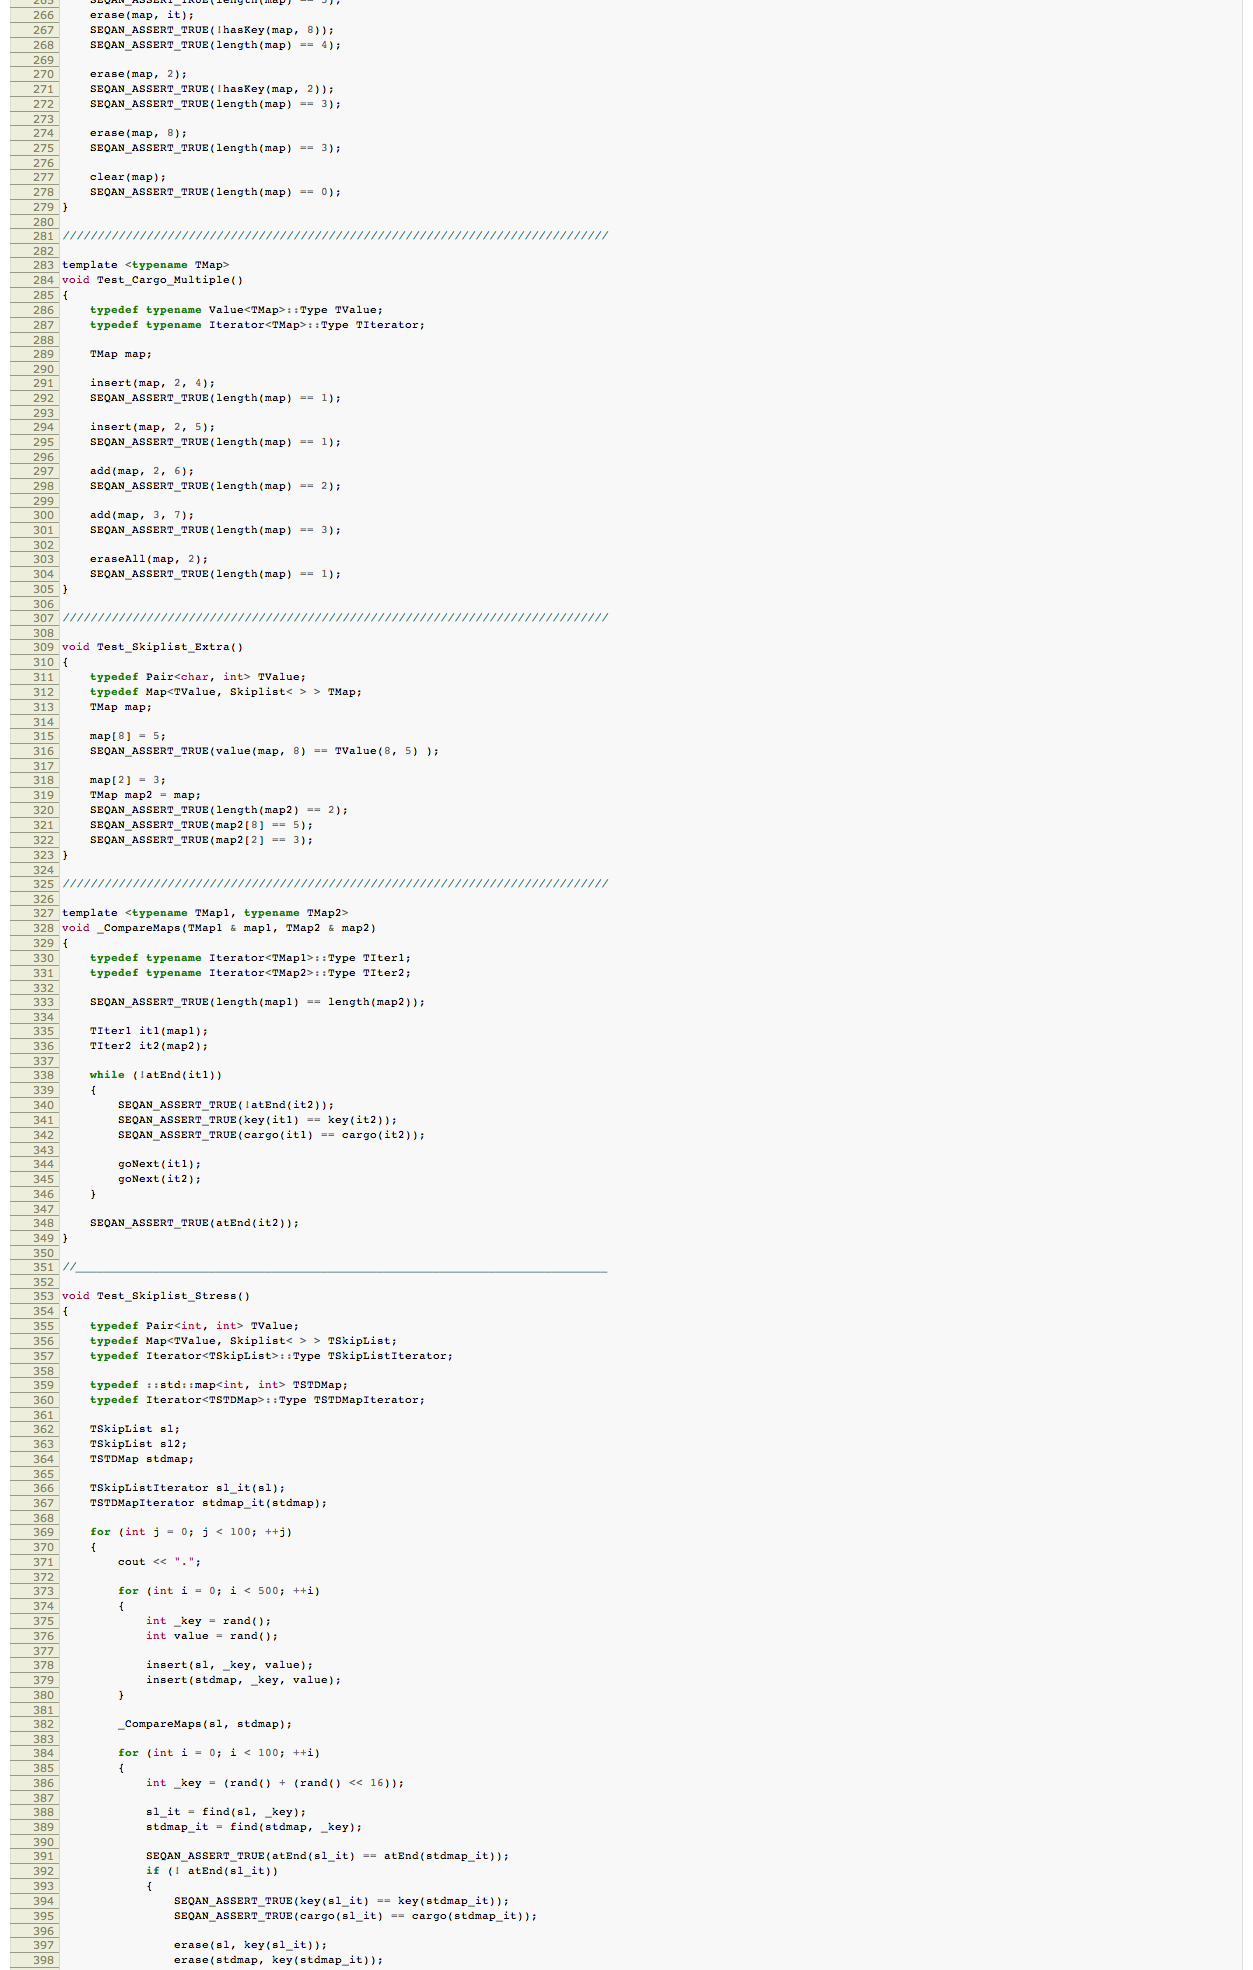 265     SEQAN_ASSERT_TRUE(length(map) == 5);
266     erase(map, it);
267     SEQAN_ASSERT_TRUE(!hasKey(map, 8));
268     SEQAN_ASSERT_TRUE(length(map) == 4);
269
270     erase(map, 2);
271     SEQAN_ASSERT_TRUE(!hasKey(map, 2));
272     SEQAN_ASSERT_TRUE(length(map) == 3);
273
274     erase(map, 8);
275     SEQAN_ASSERT_TRUE(length(map) == 3);
276
277     clear(map);
278     SEQAN_ASSERT_TRUE(length(map) == 0);
279 }
280
281 //////////////////////////////////////////////////////////////////////////////
282
283 template <typename TMap>
284 void Test_Cargo_Multiple()
285 {
286     typedef typename Value<TMap>::Type TValue;
287     typedef typename Iterator<TMap>::Type TIterator;
288
289     TMap map;
290
291     insert(map, 2, 4);
292     SEQAN_ASSERT_TRUE(length(map) == 1);
293
294     insert(map, 2, 5);
295     SEQAN_ASSERT_TRUE(length(map) == 1);
296
297     add(map, 2, 6);
298     SEQAN_ASSERT_TRUE(length(map) == 2);
299
300     add(map, 3, 7);
301     SEQAN_ASSERT_TRUE(length(map) == 3);
302
303     eraseAll(map, 2);
304     SEQAN_ASSERT_TRUE(length(map) == 1);
305 }
306
307 //////////////////////////////////////////////////////////////////////////////
308
309 void Test_Skiplist_Extra()
310 {
311     typedef Pair<char, int> TValue;
312     typedef Map<TValue, Skiplist< > > TMap;
313     TMap map;
314
315     map[8] = 5;
316     SEQAN_ASSERT_TRUE(value(map, 8) == TValue(8, 5) );
317
318     map[2] = 3;
319     TMap map2 = map;
320     SEQAN_ASSERT_TRUE(length(map2) == 2);
321     SEQAN_ASSERT_TRUE(map2[8] == 5);
322     SEQAN_ASSERT_TRUE(map2[2] == 3);
323 }
324
325 //////////////////////////////////////////////////////////////////////////////
326
327 template <typename TMap1, typename TMap2>
328 void _CompareMaps(TMap1 & map1, TMap2 & map2)
329 {
330     typedef typename Iterator<TMap1>::Type TIter1;
331     typedef typename Iterator<TMap2>::Type TIter2;
332
333     SEQAN_ASSERT_TRUE(length(map1) == length(map2));
334
335     TIter1 it1(map1);
336     TIter2 it2(map2);
337
338     while (!atEnd(it1))
339     {
340         SEQAN_ASSERT_TRUE(!atEnd(it2));
341         SEQAN_ASSERT_TRUE(key(it1) == key(it2));
342         SEQAN_ASSERT_TRUE(cargo(it1) == cargo(it2));
343
344         goNext(it1);
345         goNext(it2);
346     }
347
348     SEQAN_ASSERT_TRUE(atEnd(it2));
349 }
350
351 //____________________________________________________________________________
352
353 void Test_Skiplist_Stress()
354 {
355     typedef Pair<int, int> TValue;
356     typedef Map<TValue, Skiplist< > > TSkipList;
357     typedef Iterator<TSkipList>::Type TSkipListIterator;
358
359     typedef ::std::map<int, int> TSTDMap;
360     typedef Iterator<TSTDMap>::Type TSTDMapIterator;
361
362     TSkipList sl;
363     TSkipList sl2;
364     TSTDMap stdmap;
365
366     TSkipListIterator sl_it(sl);
367     TSTDMapIterator stdmap_it(stdmap);
368
369     for (int j = 0; j < 100; ++j)
370     {
371         cout << ".";
372
373         for (int i = 0; i < 500; ++i)
374         {
375             int _key = rand();
376             int value = rand();
377
378             insert(sl, _key, value);
379             insert(stdmap, _key, value);
380         }
381
382         _CompareMaps(sl, stdmap);
383
384         for (int i = 0; i < 100; ++i)
385         {
386             int _key = (rand() + (rand() << 16));
387
388             sl_it = find(sl, _key);
389             stdmap_it = find(stdmap, _key);
390
391             SEQAN_ASSERT_TRUE(atEnd(sl_it) == atEnd(stdmap_it));
392             if (! atEnd(sl_it))
393             {
394                 SEQAN_ASSERT_TRUE(key(sl_it) == key(stdmap_it));
395                 SEQAN_ASSERT_TRUE(cargo(sl_it) == cargo(stdmap_it));
396
397                 erase(sl, key(sl_it));
398                 erase(stdmap, key(stdmap_it));